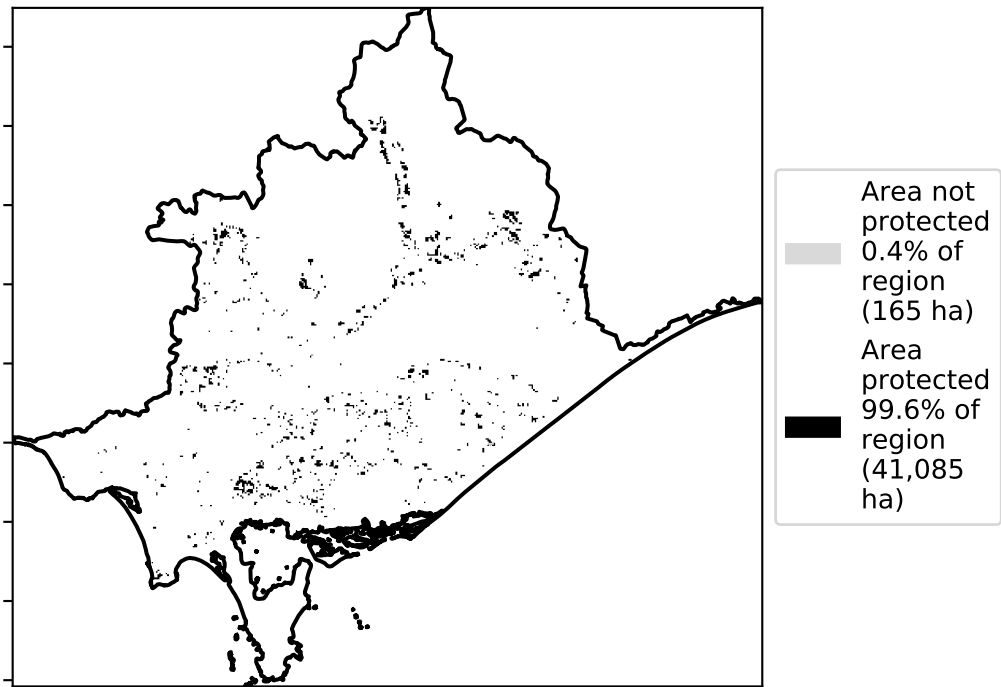 Area not
protected
0.4% of
region
(165 ha)
Area
protected
99.6% of
region
(41,085
ha)